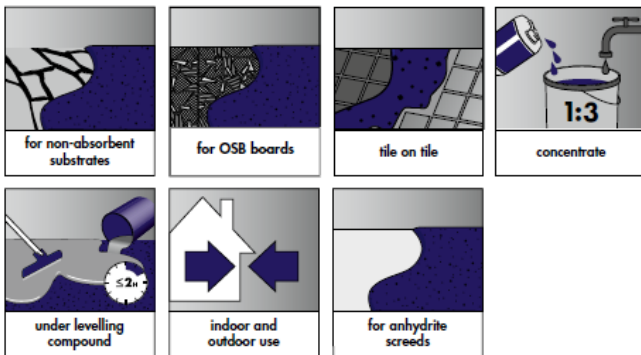 1:3
for non-absorbent
substrates
for OSB boards
tile on tile
concentrate
≤2H
under levelling
compound
indoor and
outdoor use
for anhydrite
screeds